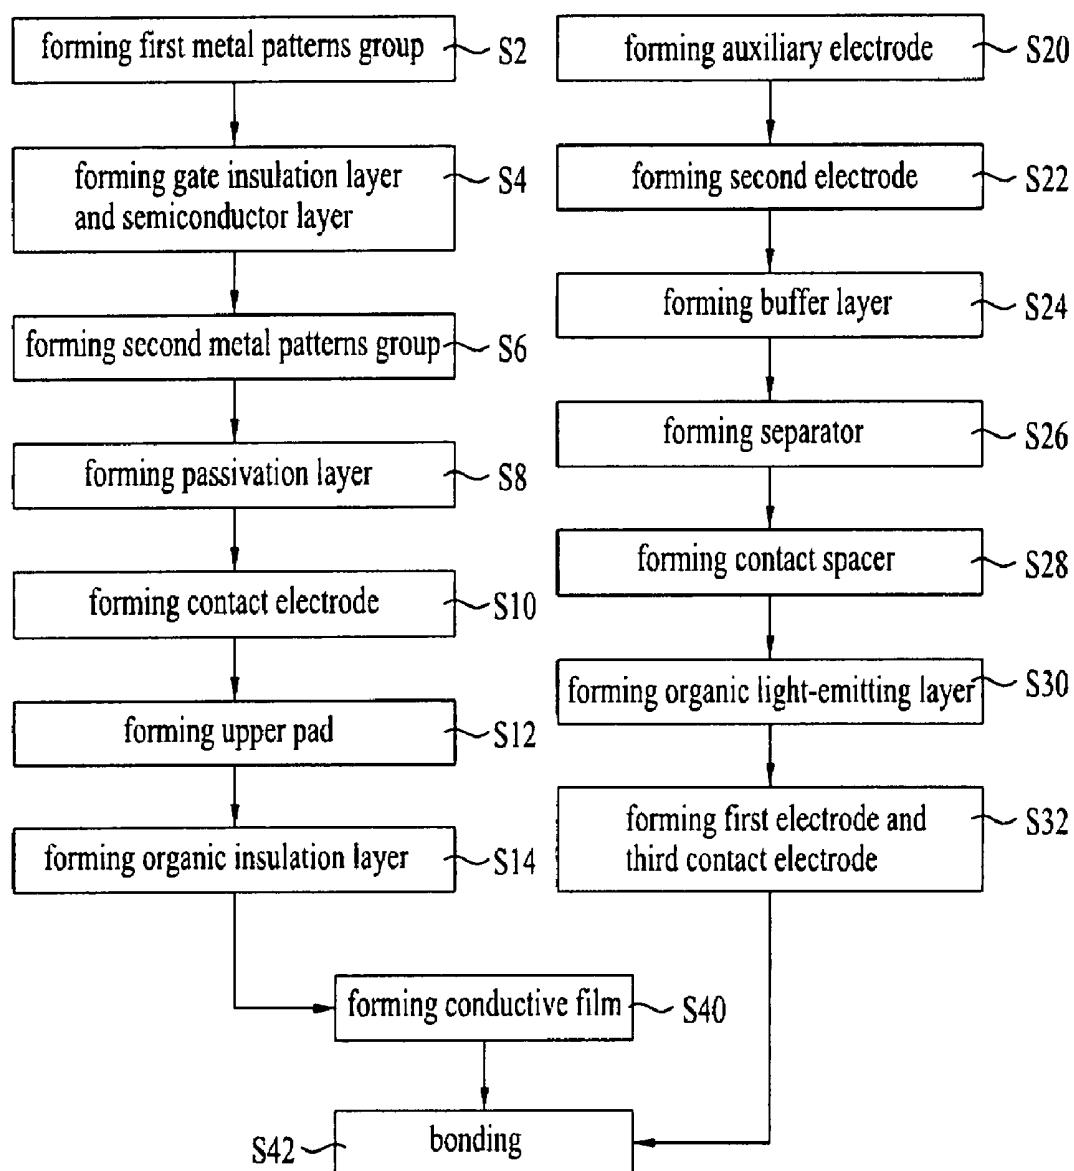 forming first metal patterns group
S2
forming gate insulation layer
and semiconductor layer
S4
forming second metal patterns group
S6
forming passivation layer
S8
forming contact electrode
S10
forming upper pad
S12
forming organic insulation layer
S14
forming auxiliary electrode
S20
forming second electrode
S22
forming buffer layer
S24
forming separator
S26
forming contact spacer
S28
forming organic light-emitting layer
S30
forming first electrode and
third contact electrode
S32
forming conductive film
S40
S42
bonding